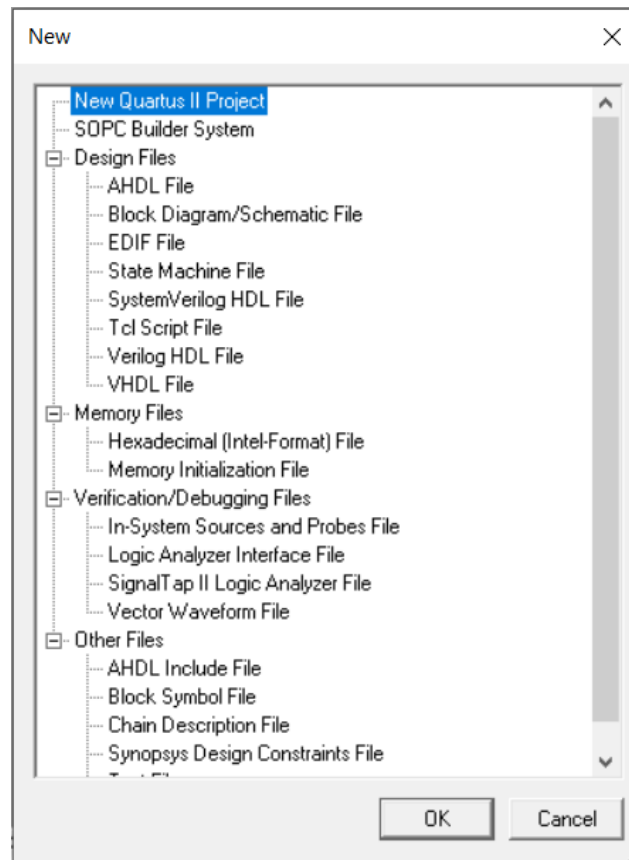 New
New Quartus II Project
SOPC Builder System
Design Files
AHDL File
Block Diagram/Schematic File
EDIF File
State Machine File
SystemVerilog HDL File
Tcl Script File
Verilog HDL File
VHDL File
Memory Files
Hexadecimal (Intel-Format) File
Memory Initialization File
Verification/Debugging Files
In-System Sources and Probes File
Logic Analyzer Interface File
SignalTap II Logic Analyzer File
Vector Waveform File
Other Files
AHDL Include File
Block Symbol File
Chain Description File
Synopsys Design Constraints File
OK
Cancel